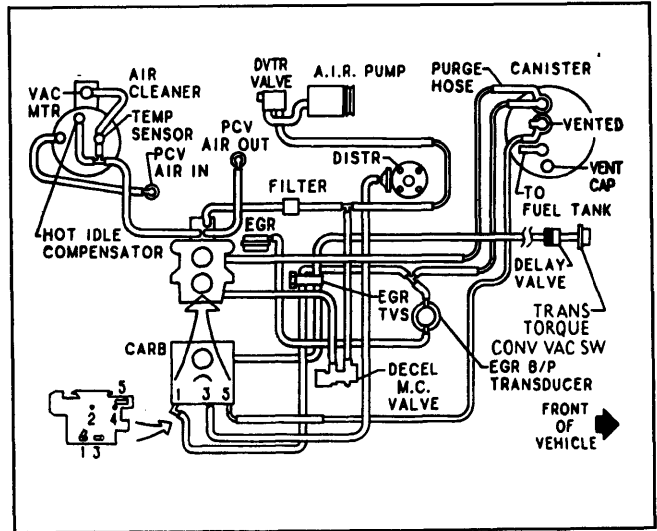 VAC
MTR
AIR
CLEANER
TEMP
SENSOR
PCV
AIR IN
HOT IDLE
COMPENSATOR
PCV
AIR OUT
DVTR
VALVE
A.I.R. PUMP
PURGE
HOSE
CANISTER
VENTED
VENT
CAP
TO
FUEL TANK
DISTR
FILTER
EGR
DELAY
VALVE
TRANS
TORQUE
CONV VAC SW
EGR
TVS
EGR B/P
TRANSDUCER
DECEL
M.C.
VALVE
CARB
1 3 5
5
2 4
1 3
FRONT
OF
VEHICLE